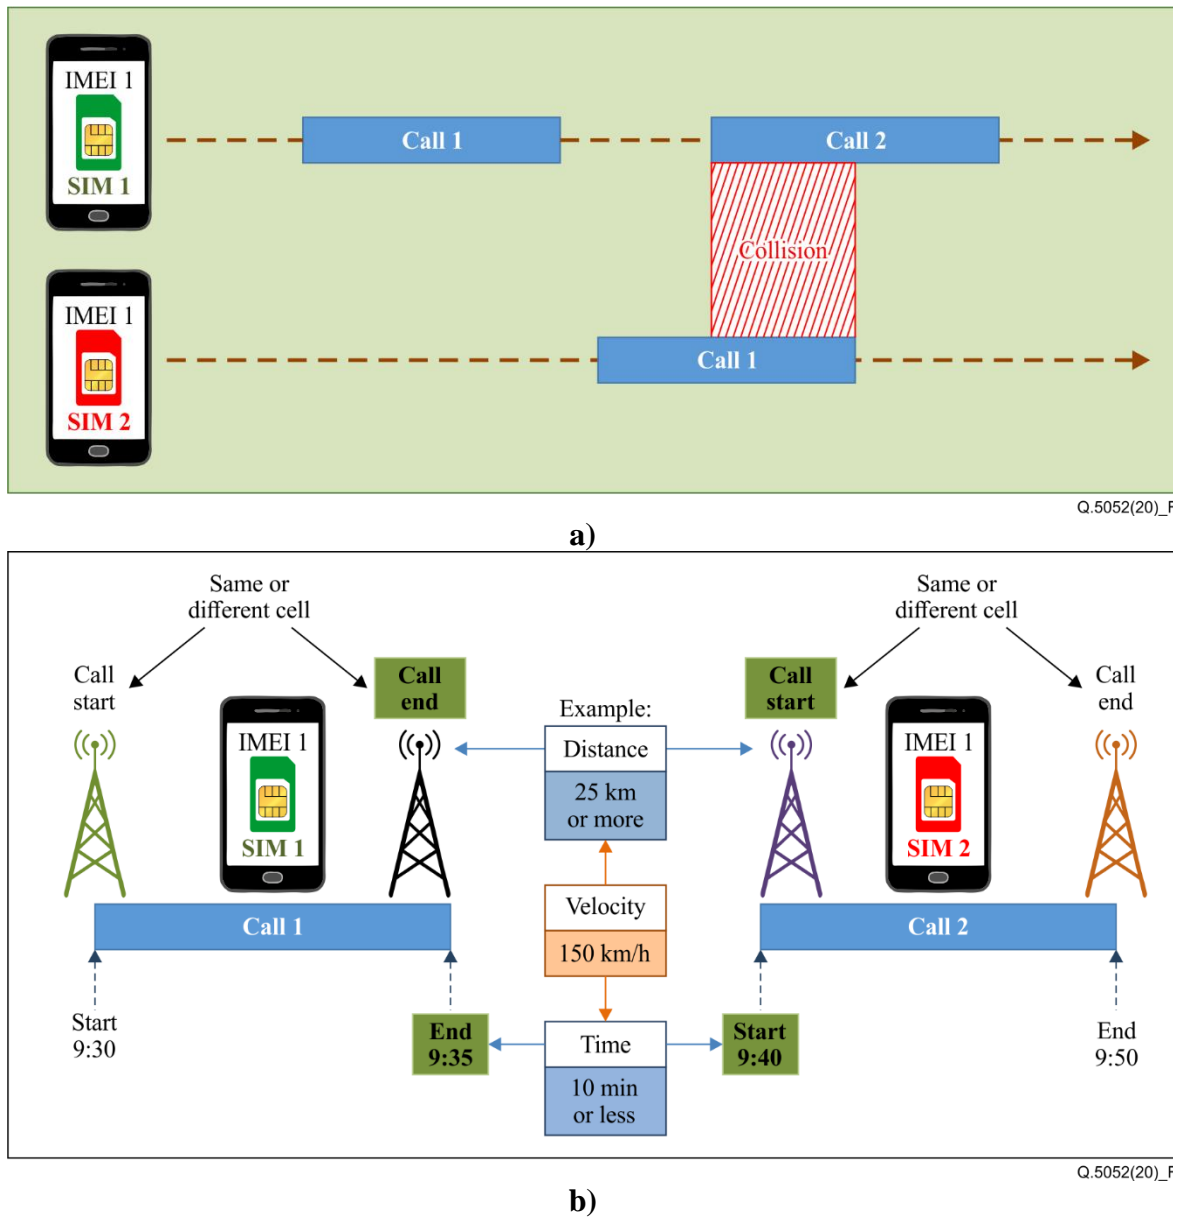 IMEI 1
SIM 1
Call 1
Call 2
Collision
IMEI 1
SIM 2
Call 1
Q.5052(20)_F
a)
Same or
different cell
Same or
different cell
Call
start
Call
end
Call
start
Call
end
Example:
Distance
25 km
or more
IMEI 1
SIM 1
IMEI 1
SIM 2
Velocity
150 km/h
Call 1
Call 2
Start
9:30
End
9:35
Time
10 min
or less
Start
9:40
End
9:50
Q.5052(20)_F
b)